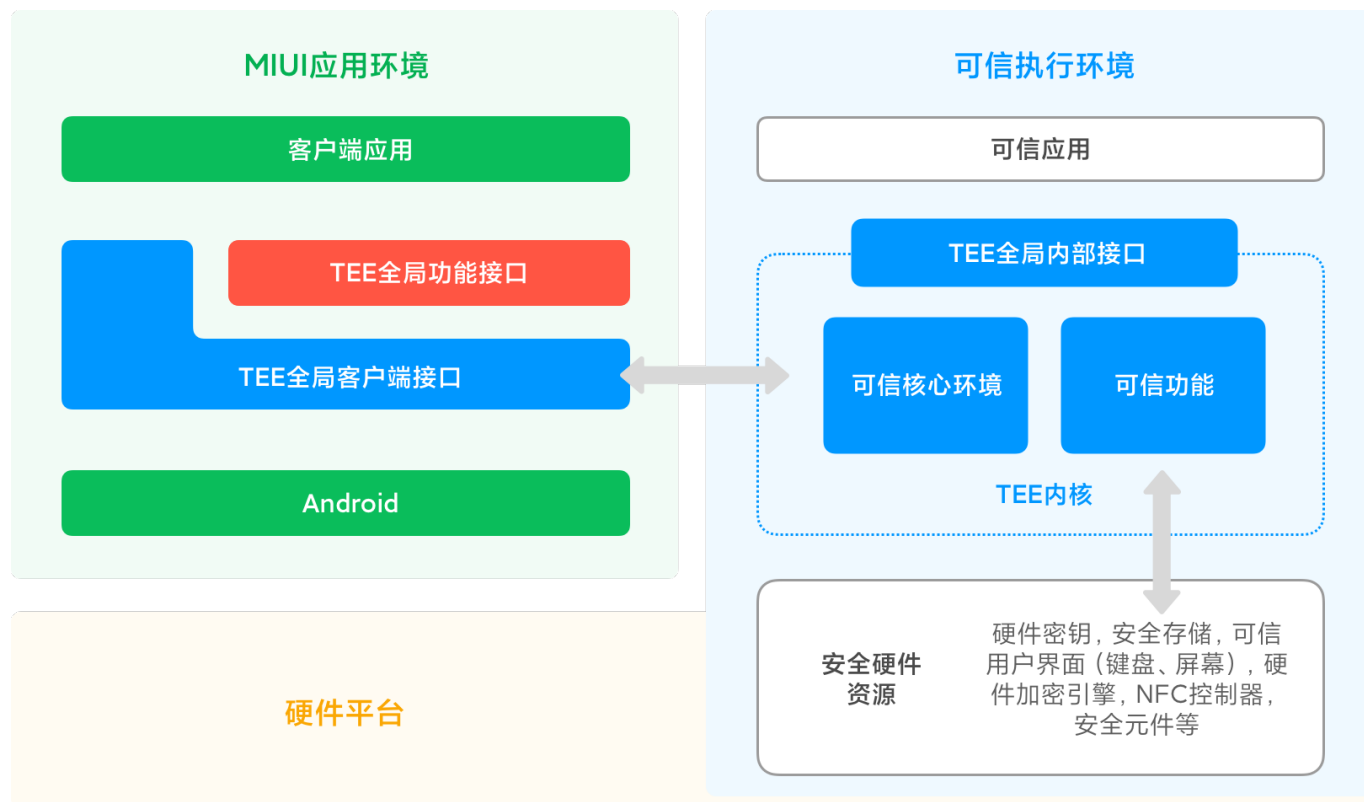 MIUI应用环境
客户端应用
TEE全局功能接口
TEE全局客户端接口
Android
硬件平台
可信执行环境
可信应用
TEE全局内部接口
可信核心环境
可信功能
TEE内核
安全硬件
资源
硬件密钥，安全存储，可信
用户界面（键盘、屏幕），硬
件加密引擎，NFC控制器，
安全元件等